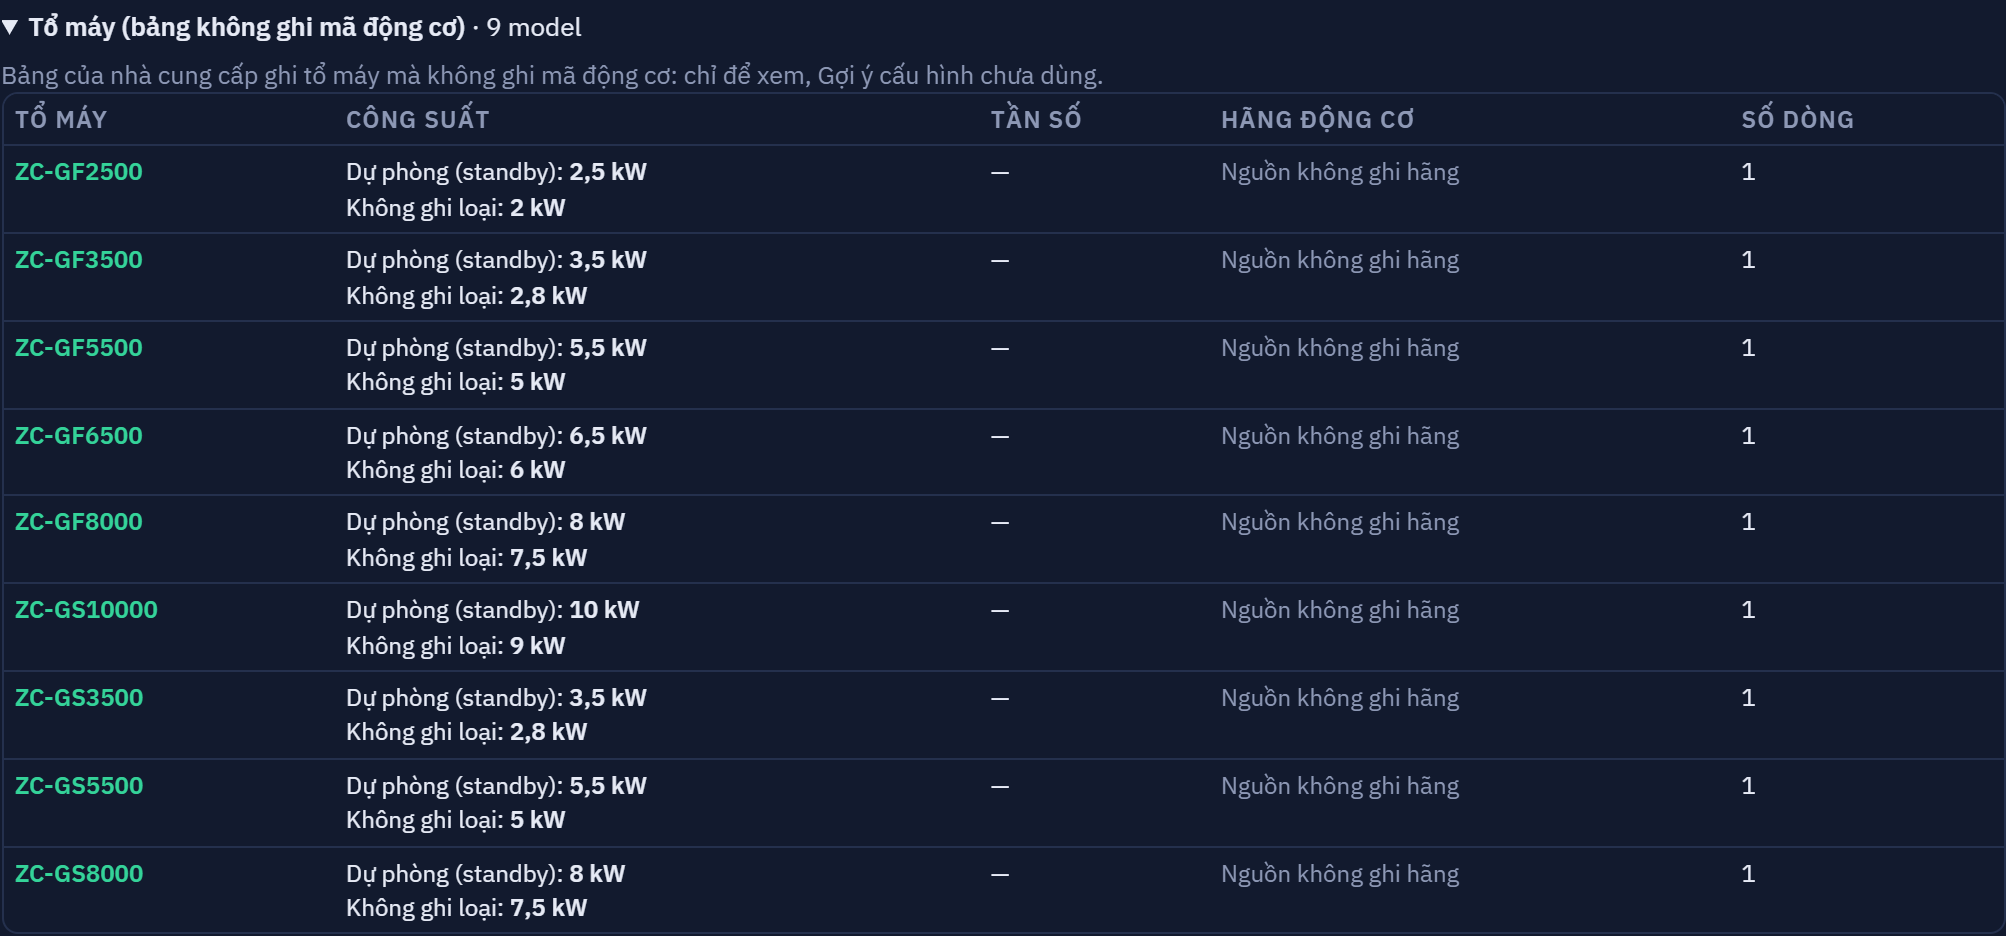 ▼ Tổ máy (bảng không ghi mã động cơ) · 9 model
Bảng của nhà cung cấp ghi tổ máy mà không ghi mã động cơ: chỉ để xem, Gợi ý cấu hình chưa dùng.
TỔ MÁY CÔNG SUẤT TẦN SỐ HÃNG ĐỘNG CƠ SỐ DÒNG
ZC-GF2500 Dự phòng (standby): 2,5 kW — Nguồn không ghi hãng 1
Không ghi loại: 2 kW
ZC-GF3500 Dự phòng (standby): 3,5 kW — Nguồn không ghi hãng 1
Không ghi loại: 2,8 kW
ZC-GF5500 Dự phòng (standby): 5,5 kW — Nguồn không ghi hãng 1
Không ghi loại: 5 kW
ZC-GF6500 Dự phòng (standby): 6,5 kW — Nguồn không ghi hãng 1
Không ghi loại: 6 kW
ZC-GF8000 Dự phòng (standby): 8 kW — Nguồn không ghi hãng 1
Không ghi loại: 7,5 kW
ZC-GS10000 Dự phòng (standby): 10 kW — Nguồn không ghi hãng 1
Không ghi loại: 9 kW
ZC-GS3500 Dự phòng (standby): 3,5 kW — Nguồn không ghi hãng 1
Không ghi loại: 2,8 kW
ZC-GS5500 Dự phòng (standby): 5,5 kW — Nguồn không ghi hãng 1
Không ghi loại: 5 kW
ZC-GS8000 Dự phòng (standby): 8 kW — Nguồn không ghi hãng 1
Không ghi loại: 7,5 kW